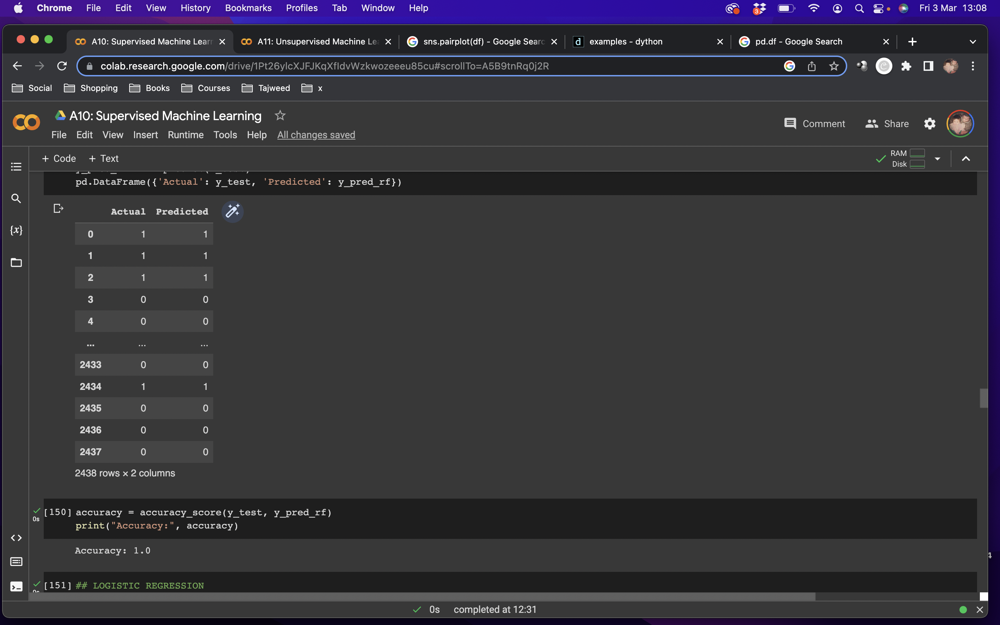 Chrome File Edit View History Bookmarks Profiles Tab Window Help 3 Fri 3 Mar 13:08
A10: Supervised Machine Learn A11: Unsupervised Machine Le sns.pairplot(df) - Google Searc d examples - dython pd.df - Google Search
colab.research.google.com/drive/1Pt26ylcXJFJKqXfIdvWzkwozeeeu85cu#scrollTo=A5B9tnRq0j2R
Social Shopping Books Courses Tajweed x
A10: Supervised Machine Learning
Comment Share
File Edit View Insert Runtime Tools Help All changes saved
+ Code + Text RAM
Disk
pd.DataFrame({'Actual': y_test, 'Predicted': y_pred_rf})
Actual Predicted
0 1 1
1 1 1
2 1 1
3 0 0
4 0 0
... ... ...
2433 0 0
2434 1 1
2435 0 0
2436 0 0
2437 0 0
2438 rows × 2 columns
[150] accuracy = accuracy_score(y_test, y_pred_rf)
0s
print("Accuracy:", accuracy)
Accuracy: 1.0
4
[151] ## LOGISTIC REGRESSION
0s
0s completed at 12:31